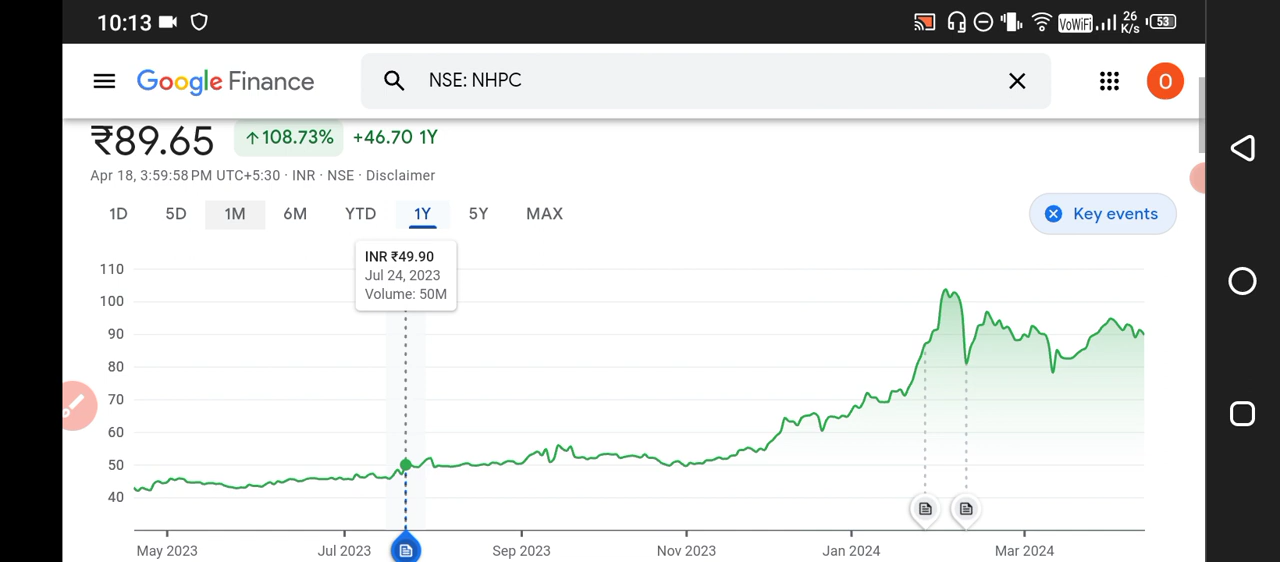 10:13
VoWiFi 26 K/s 53
Google Finance
NSE: NHPC
O
₹89.65 ↑108.73% +46.70 1Y
Apr 18, 3:59:58 PM UTC+5:30 · INR · NSE · Disclaimer
1D 5D 1M 6M YTD 1Y 5Y MAX
Key events
INR ₹49.90
Jul 24, 2023
Volume: 50M
110
100
90
80
70
60
50
40
May 2023 Jul 2023 Sep 2023 Nov 2023 Jan 2024 Mar 2024